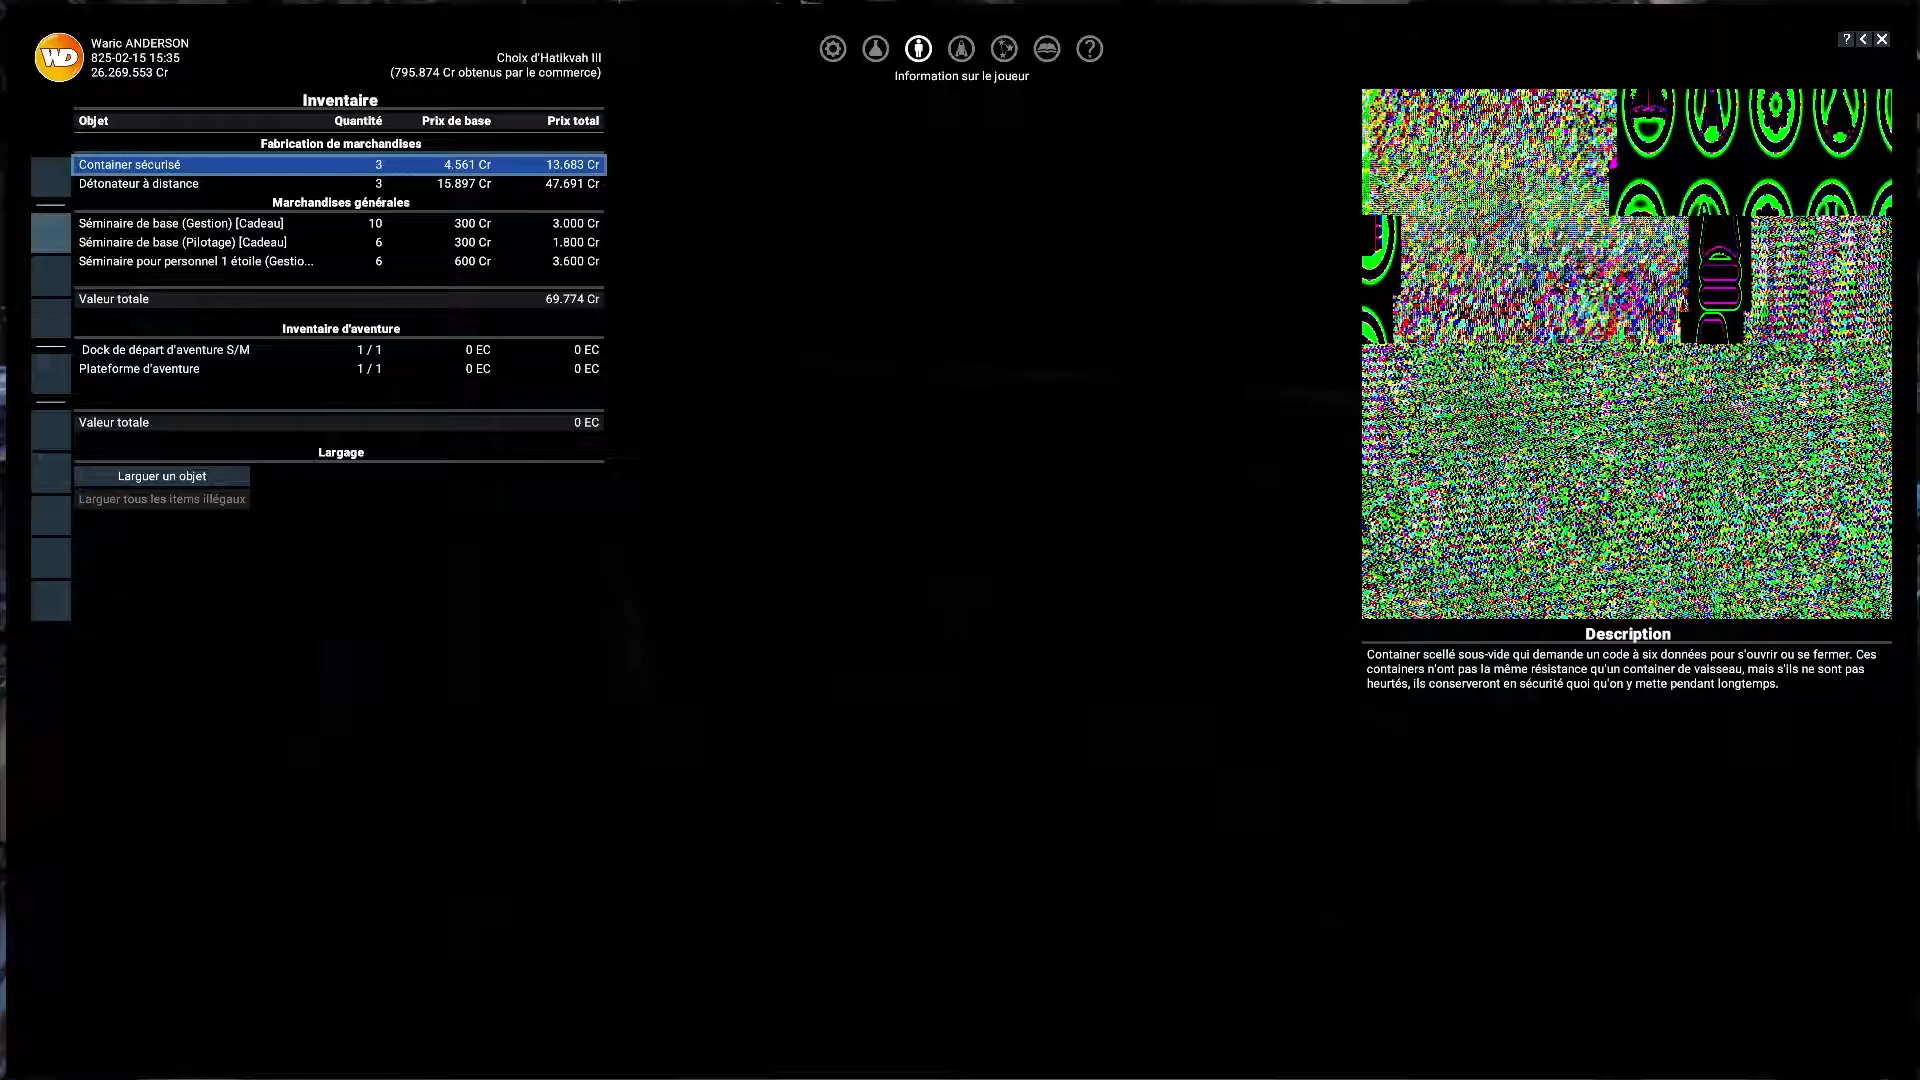 WD
Waric ANDERSON
825-02-15 15:35
26.269.553 Cr
Choix d'Hatikvah III
(795.874 Cr obtenus par le commerce)
Information sur le joueur
? < X
Inventaire
Objet Quantité Prix de base Prix total
Fabrication de marchandises
Container sécurisé 3 4.561 Cr 13.683 Cr
Détonateur à distance 3 15.897 Cr 47.691 Cr
Marchandises générales
Séminaire de base (Gestion) [Cadeau] 10 300 Cr 3.000 Cr
Séminaire de base (Pilotage) [Cadeau] 6 300 Cr 1.800 Cr
Séminaire pour personnel 1 étoile (Gestio... 6 600 Cr 3.600 Cr
Valeur totale 69.774 Cr
Inventaire d'aventure
Dock de départ d'aventure S/M 1 / 1 0 EC 0 EC
Plateforme d'aventure 1 / 1 0 EC 0 EC
Valeur totale 0 EC
Largage
Larguer un objet
Larguer tous les items illégaux
Description
Container scellé sous-vide qui demande un code à six données pour s'ouvrir ou se fermer. Ces
containers n'ont pas la même résistance qu'un container de vaisseau, mais s'ils ne sont pas
heurtés, ils conserveront en sécurité quoi qu'on y mette pendant longtemps.